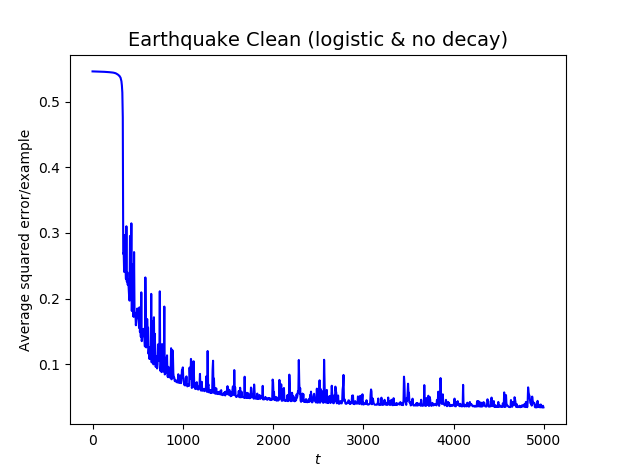 Earthquake Clean (logistic & no decay)
Average squared error/example
0.5
0.4
0.3
0.2
0.1
0 1000 2000 3000 4000 5000
t